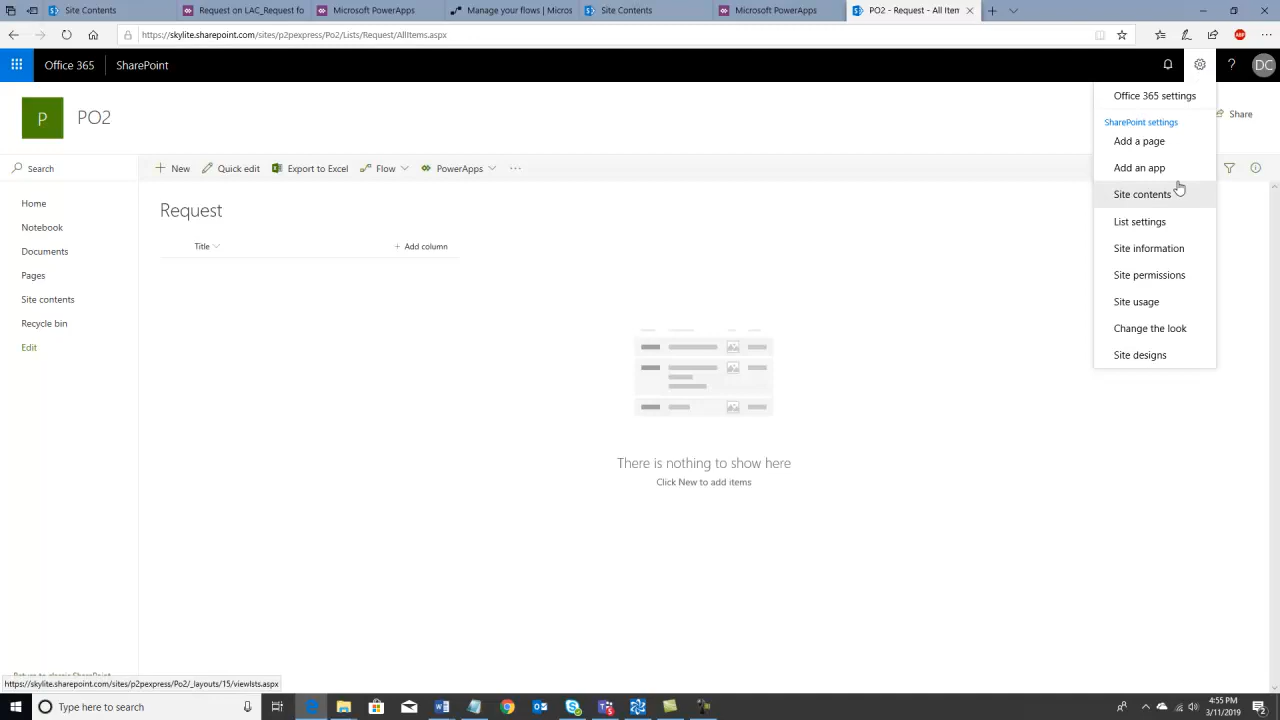 Site Contents
Request on LAC_Request fo
Microsoft PowerApps
Manage your flows | Micros
Site Contents
Microsoft PowerApps
PO2 - Request - All Item
https://skylite.sharepoint.com/sites/p2pexpress/Po2/Lists/Request/AllItems.aspx
ABP
Office 365
SharePoint
?
DC
P
PO2
Office 365 settings
Share
SharePoint settings
Add a page
Add an app
Site contents
List settings
Site information
Site permissions
Site usage
Change the look
Site designs
Search
New
Quick edit
Export to Excel
Flow
PowerApps
Home
Notebook
Documents
Pages
Site contents
Recycle bin
Edit
Request
Title
+ Add column
There is nothing to show here
Click New to add items
Return to classic SharePoint
https://skylite.sharepoint.com/sites/p2pexpress/Po2/_layouts/15/viewlsts.aspx
Type here to search
4:55 PM
3/11/2019
2